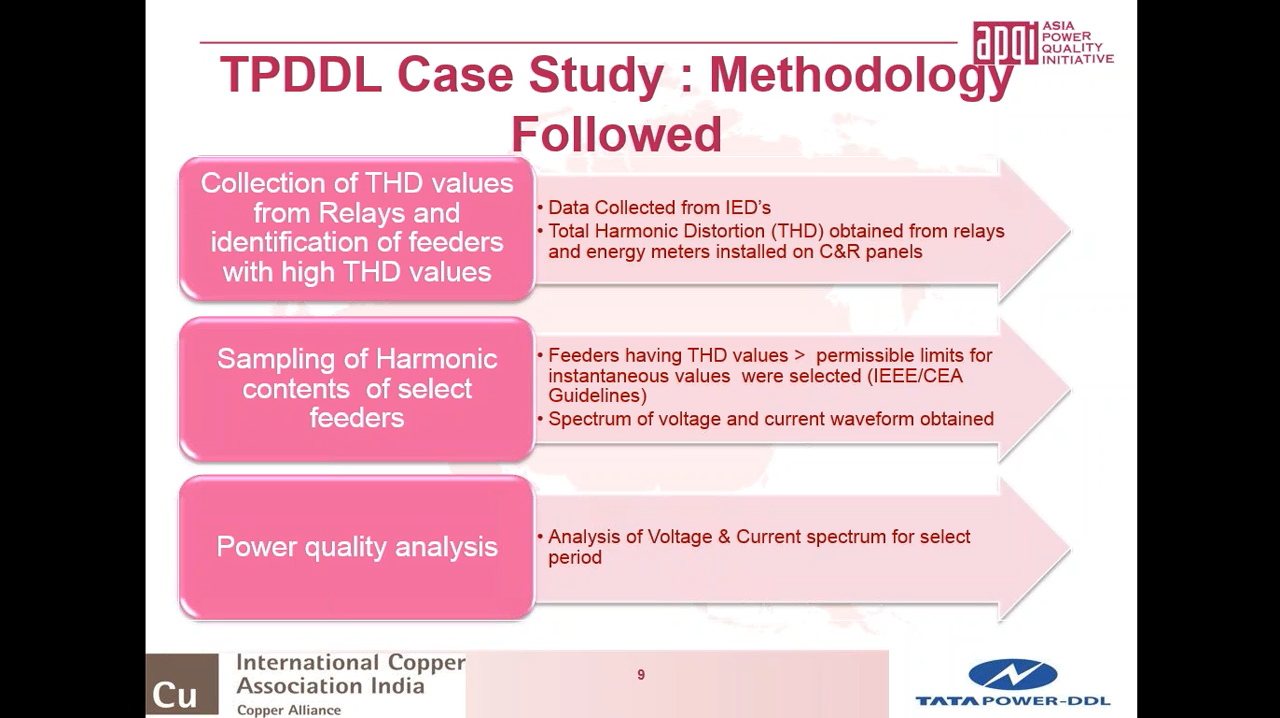 apqi
ASIA
POWER
QUALITY
INITIATIVE
TPDDL Case Study : Methodology
Followed
Collection of THD values
from Relays and
identification of feeders
with high THD values
• Data Collected from IED's
• Total Harmonic Distortion (THD) obtained from relays
and energy meters installed on C&R panels
Sampling of Harmonic
contents of select
feeders
• Feeders having THD values > permissible limits for
instantaneous values were selected (IEEE/CEA
Guidelines)
• Spectrum of voltage and current waveform obtained
Power quality analysis
• Analysis of Voltage & Current spectrum for select
period
Cu
International Copper
Association India
Copper Alliance
9
TATA POWER-DDL